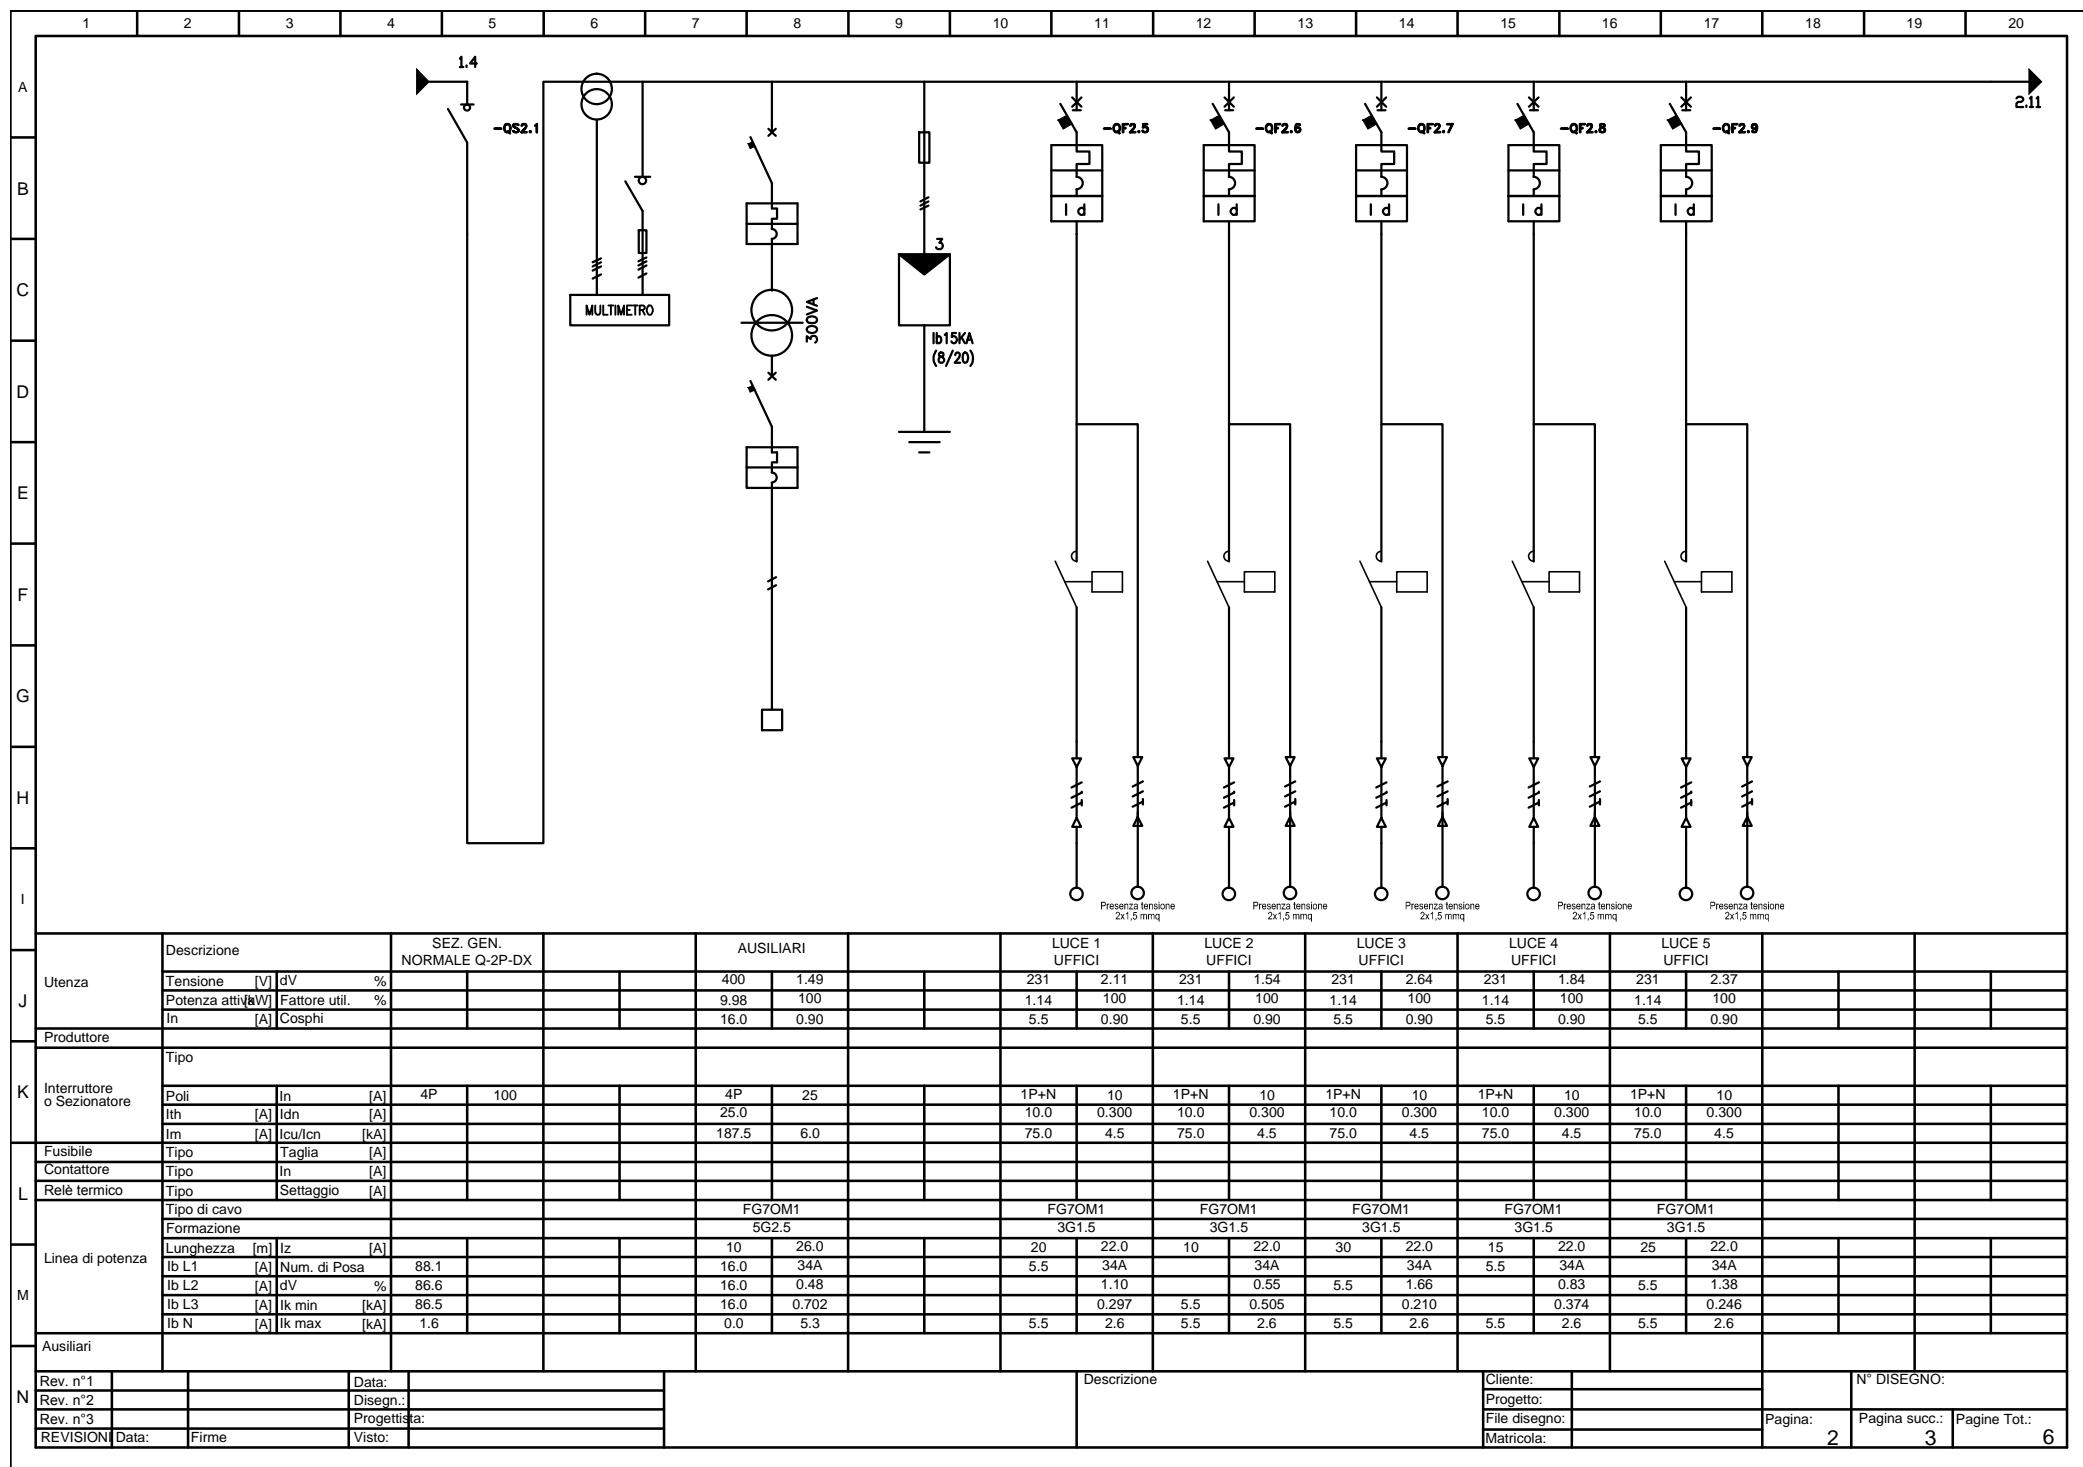 1 2 3 4 5 6 7 8 9 10 11 12 13 14 15 16 17 18 19 20
A
B
C
D
E
F
G
H
I
J
K
L
M
N
1.4
2.11
-QS2.1
-QF2.5
-QF2.6
-QF2.7
-QF2.8
-QF2.9
I d
I d
I d
I d
I d
3
MULTIMETRO
300VA
Ib15KA
(8/20)
Presenza tensione
2x1,5 mmq
Presenza tensione
2x1,5 mmq
Presenza tensione
2x1,5 mmq
Presenza tensione
2x1,5 mmq
Presenza tensione
2x1,5 mmq
Utenza
Descrizione
SEZ. GEN.
NORMALE Q-2P-DX
AUSILIARI
LUCE 1
UFFICI
LUCE 2
UFFICI
LUCE 3
UFFICI
LUCE 4
UFFICI
LUCE 5
UFFICI
Tensione [V] dV % 400 1.49 231 2.11 231 1.54 231 2.64 231 1.84 231 2.37
Potenza attiva [kW] Fattore util. % 9.98 100 1.14 100 1.14 100 1.14 100 1.14 100 1.14 100
In [A] Cosphi 16.0 0.90 5.5 0.90 5.5 0.90 5.5 0.90 5.5 0.90 5.5 0.90
Produttore
Interruttore
o Sezionatore
Tipo
Poli In [A] 4P 100 4P 25 1P+N 10 1P+N 10 1P+N 10 1P+N 10 1P+N 10
Ith [A] Idn [A] 25.0 10.0 0.300 10.0 0.300 10.0 0.300 10.0 0.300 10.0 0.300
Im [A] Icu/Icn [kA] 187.5 6.0 75.0 4.5 75.0 4.5 75.0 4.5 75.0 4.5 75.0 4.5
Fusibile Tipo Taglia [A]
Contattore Tipo In [A]
Relè termico Tipo Settaggio [A]
Linea di potenza
Tipo di cavo FG7OM1 FG7OM1 FG7OM1 FG7OM1 FG7OM1 FG7OM1
Formazione 5G2.5 3G1.5 3G1.5 3G1.5 3G1.5 3G1.5
Lunghezza [m] Iz [A] 10 26.0 20 22.0 10 22.0 30 22.0 15 22.0 25 22.0
Ib L1 [A] Num. di Posa 88.1 16.0 34A 5.5 34A 34A 34A 5.5 34A 34A
Ib L2 [A] dV % 86.6 16.0 0.48 1.10 0.55 5.5 1.66 0.83 5.5 1.38
Ib L3 [A] Ik min [kA] 86.5 16.0 0.702 0.297 5.5 0.505 0.210 0.374 0.246
Ib N [A] Ik max [kA] 1.6 0.0 5.3 5.5 2.6 5.5 2.6 5.5 2.6 5.5 2.6 5.5 2.6
Ausiliari
Rev. n°1
Rev. n°2
Rev. n°3
REVISIONI Data: Firme
Data:
Disegn.:
Progettista:
Visto:
Descrizione
Cliente:
Progetto:
File disegno:
Matricola:
N° DISEGNO:
Pagina: 2
Pagina succ.: 3
Pagine Tot.: 6